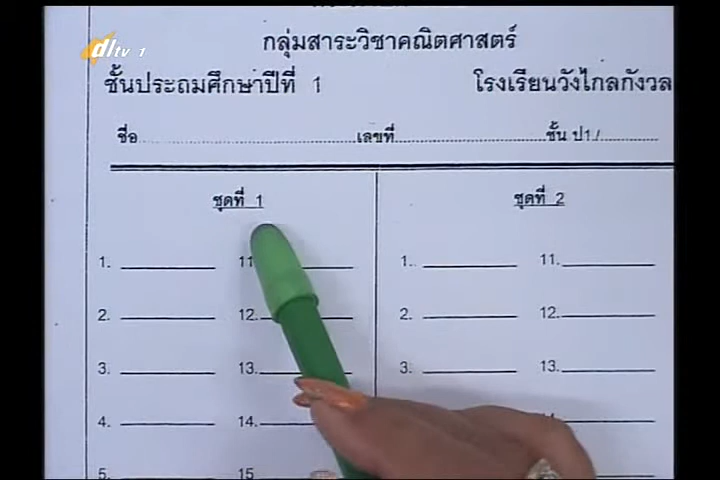 dltv 1
กลุ่มสาระวิชาคณิตศาสตร์
ชั้นประถมศึกษาปีที่ 1 โรงเรียนวังไกลกังวล
ชื่อ เลขที่ ชั้น ป1/
ชุดที่ 1 ชุดที่ 2
1. 11 1. 11.
2. 12. 2. 12.
3. 13. 3. 13.
4. 14.
5. 15